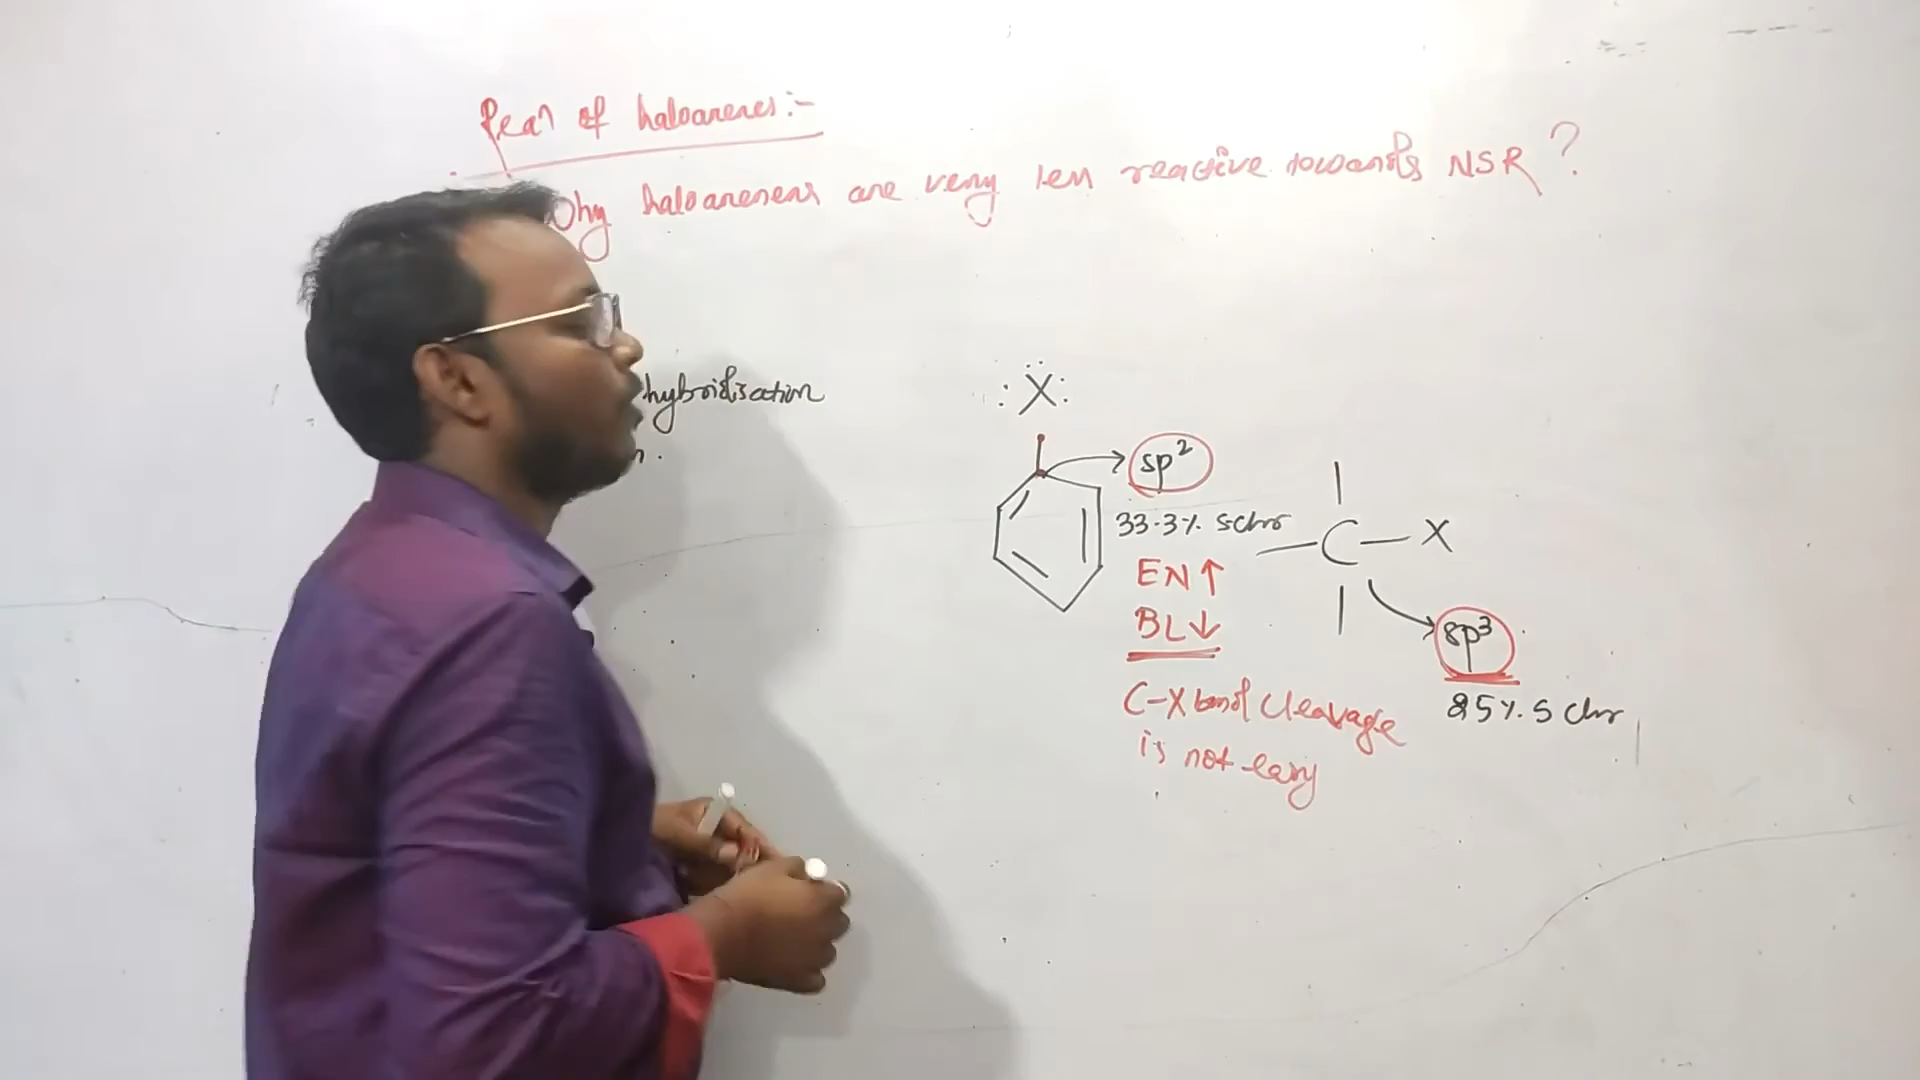 Rean of haloarenes:-
Why haloarenens are very less reactive towards NSR?
hybridisation
n.
:X:
sp²
33.3% s chr
EN↑
BL↓
C-X bond cleavage
is not easy
C-X
sp³
25% s chr